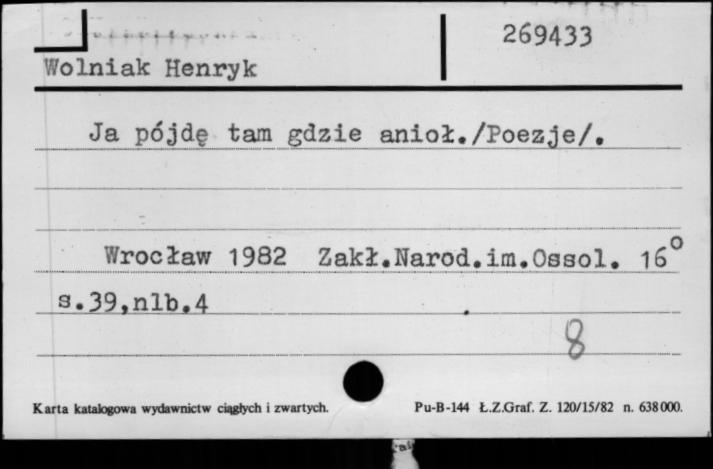 269433
Wolniak Henryk
Ja pójdę tam gdzie anioł./Poezje/.
Wrocław 1982 Zakł.Narod.im.Ossol. 16°
s.39,nlb.4
8
Karta katalogowa wydawnictw ciągłych i zwartych.
Pu-B-144 Ł.Z.Graf. Z. 120/15/82 n. 638000.